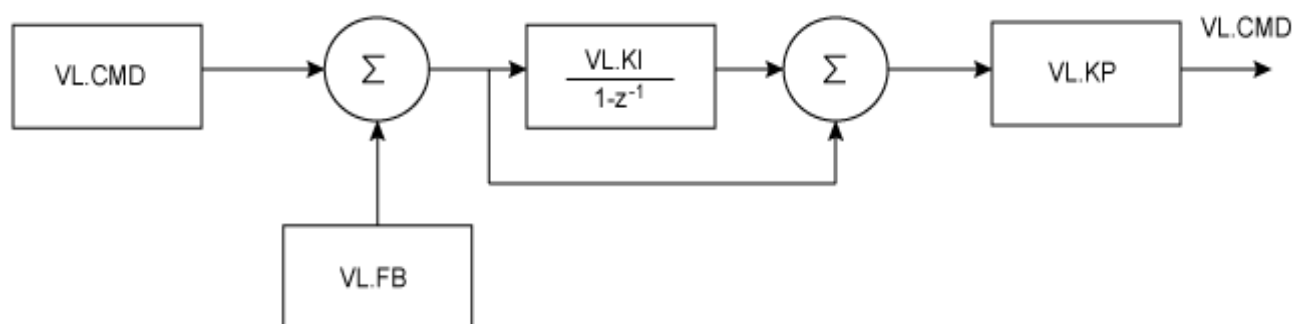 VL.CMD
VL.CMD
Σ
VL.KI
1-z⁻¹
Σ
VL.KP
VL.FB